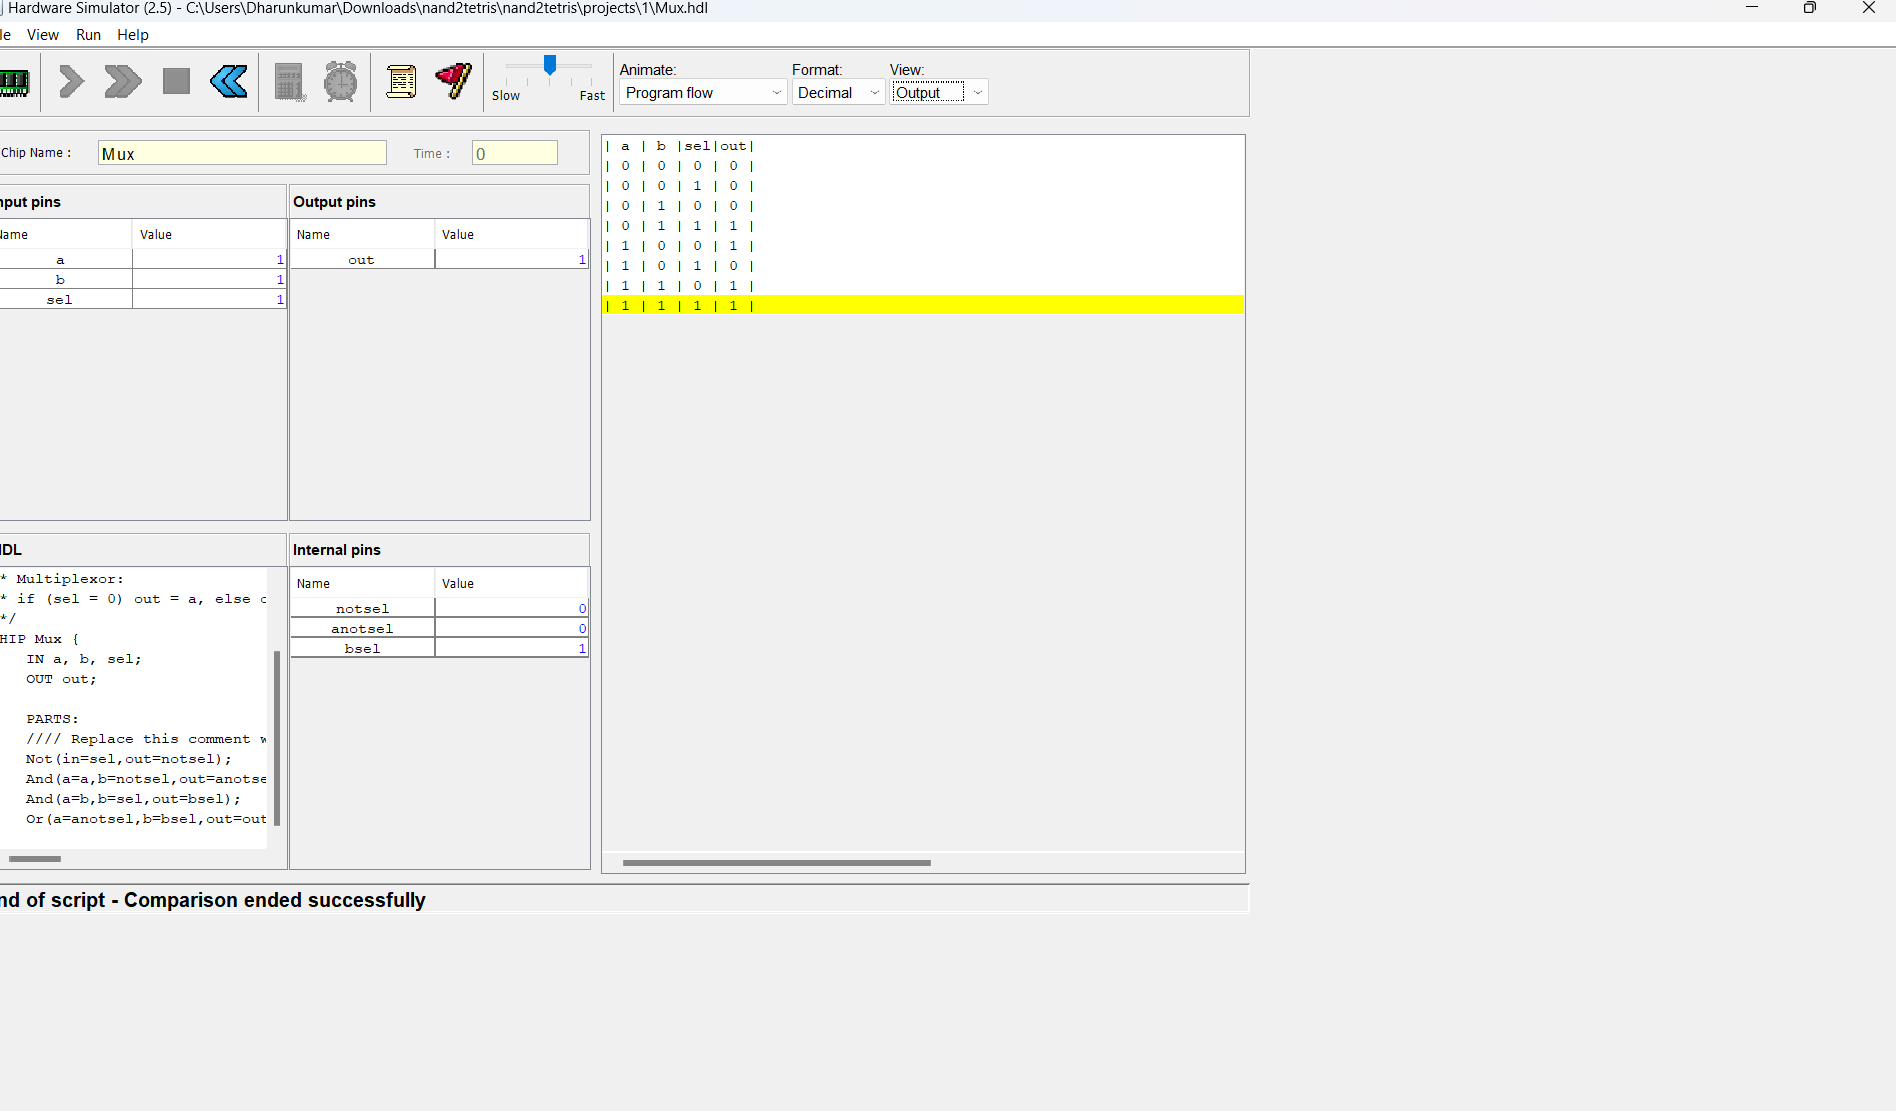 Hardware Simulator (2.5) - C:\Users\Dharunkumar\Downloads\nand2tetris\nand2tetris\projects\1\Mux.hdl
le View Run Help
Slow Fast
Animate: Format: View:
Program flow Decimal Output
Chip Name : Mux Time : 0
nput pins Output pins
Name Value Name Value
a 1 out 1
b 1
sel 1
| a | b |sel|out|
| 0 | 0 | 0 | 0 |
| 0 | 0 | 1 | 0 |
| 0 | 1 | 0 | 0 |
| 0 | 1 | 1 | 1 |
| 1 | 0 | 0 | 1 |
| 1 | 0 | 1 | 0 |
| 1 | 1 | 0 | 1 |
| 1 | 1 | 1 | 1 |
HDL Internal pins
* Multiplexor:
* if (sel = 0) out = a, else o
*/
HIP Mux {
IN a, b, sel;
OUT out;
PARTS:
//// Replace this comment w
Not(in=sel,out=notsel);
And(a=a,b=notsel,out=anotse
And(a=b,b=sel,out=bsel);
Or(a=anotsel,b=bsel,out=out
Name Value
notsel 0
anotsel 0
bsel 1
nd of script - Comparison ended successfully